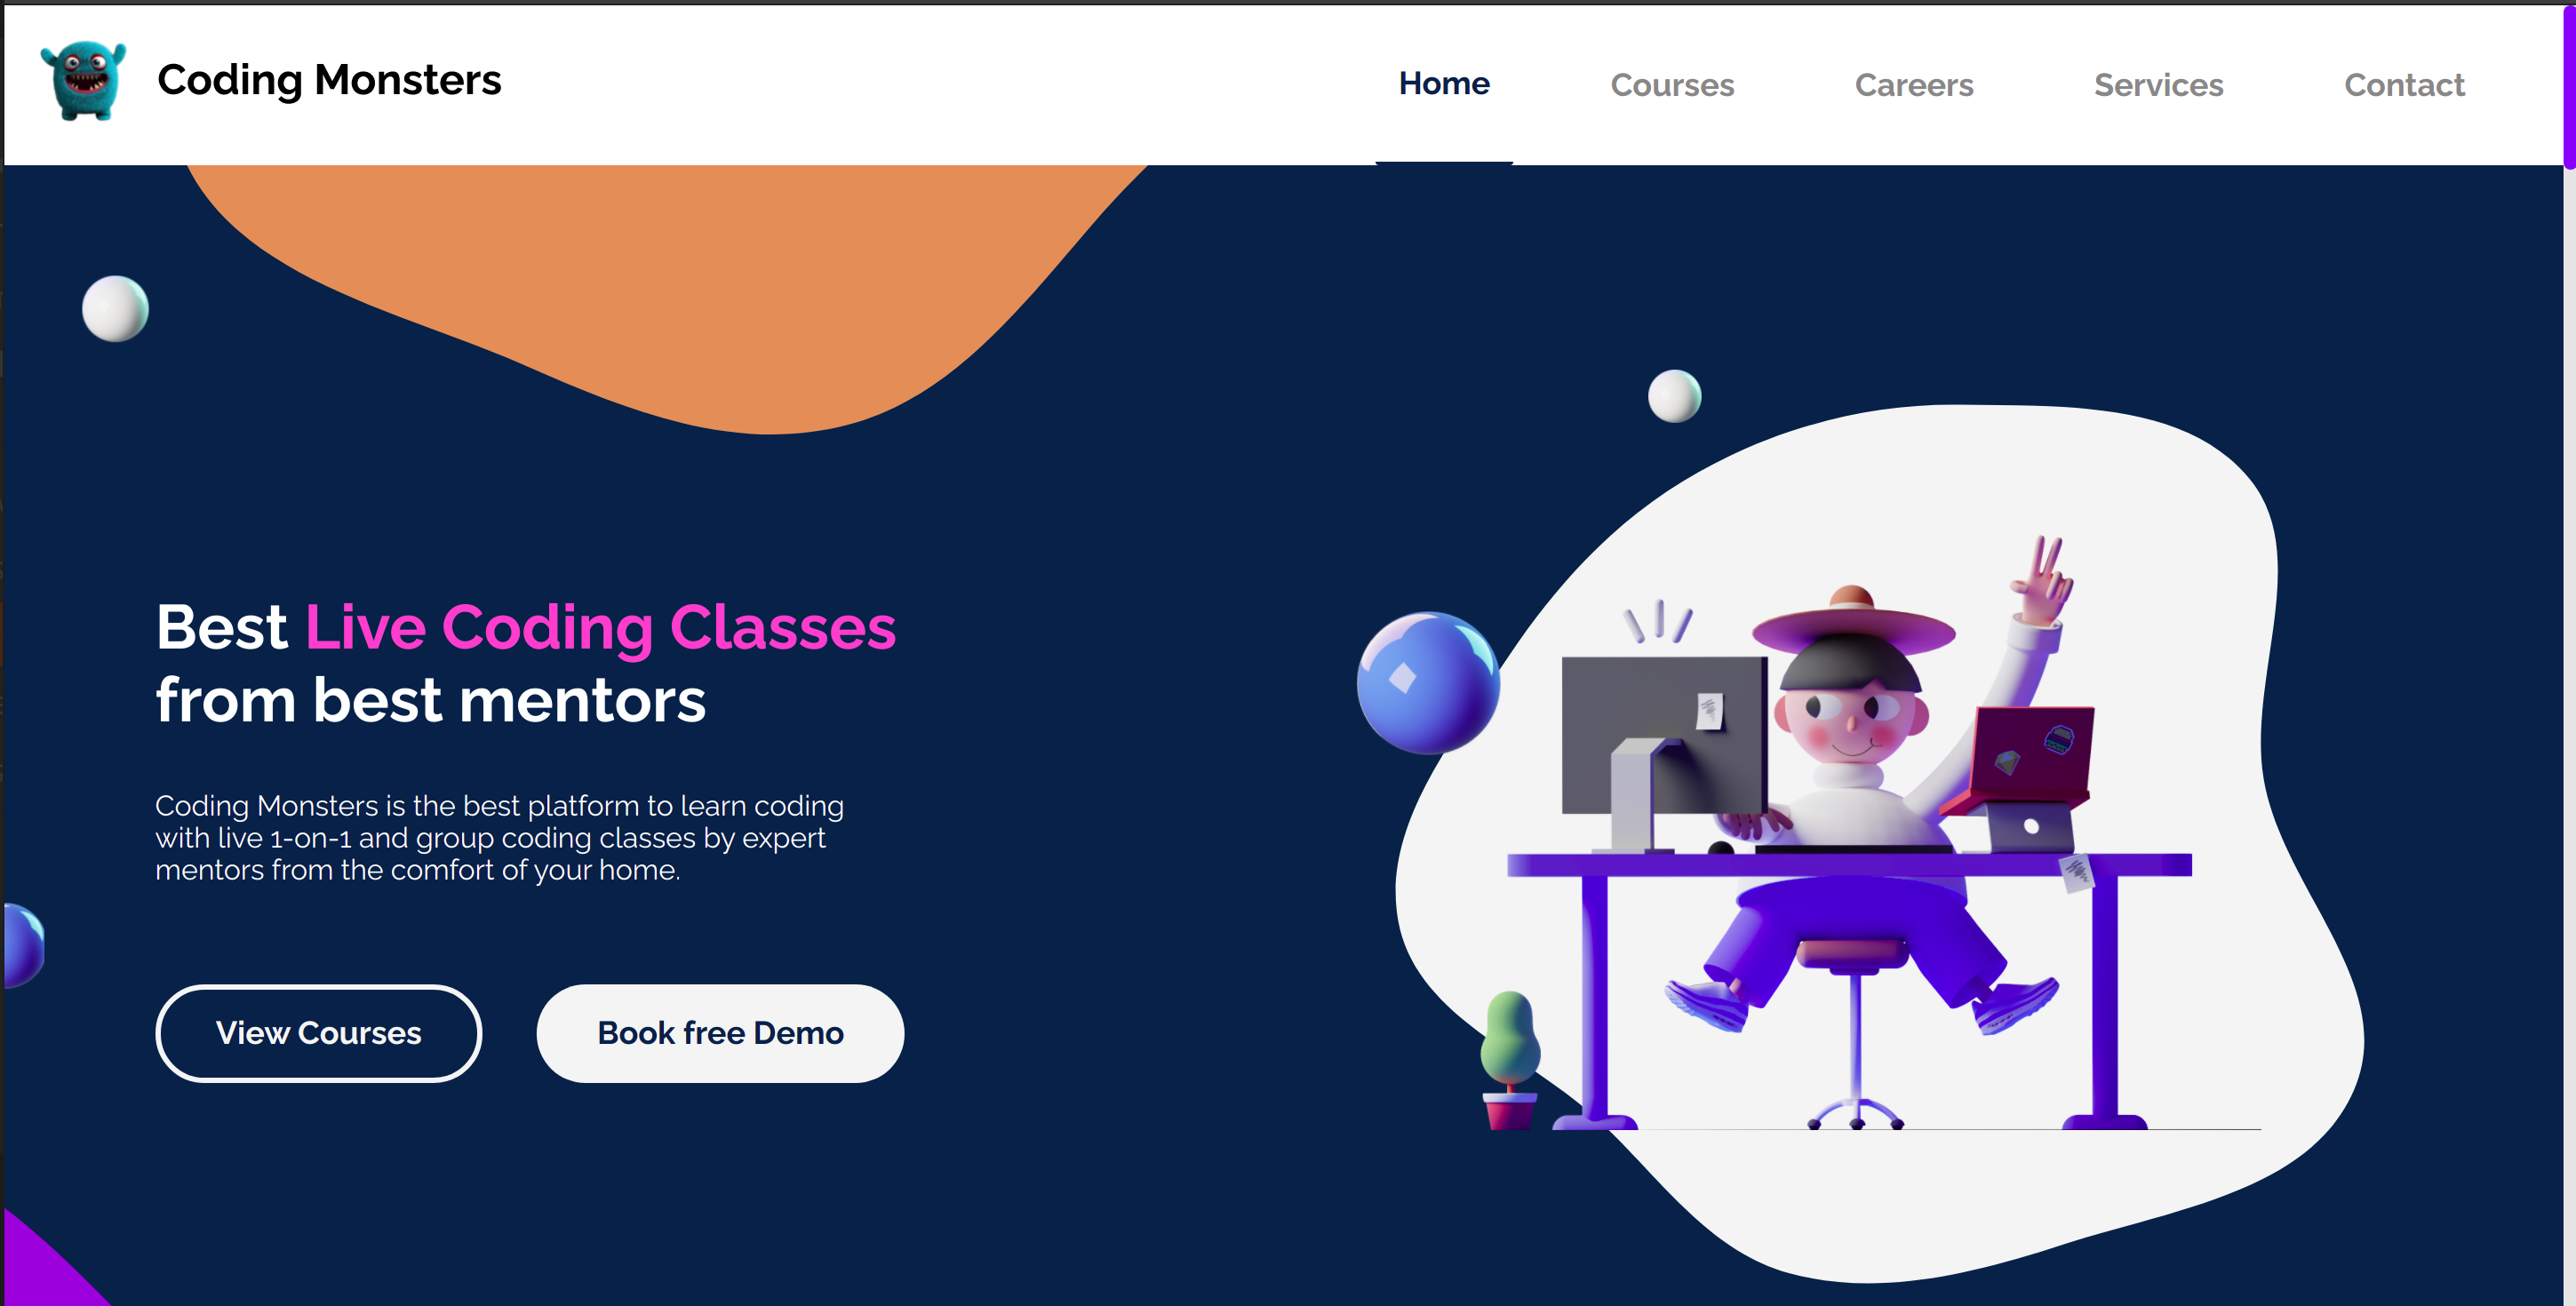 Coding Monsters
Home
Courses
Careers
Services
Contact
Best Live Coding Classes
from best mentors
Coding Monsters is the best platform to learn coding
with live 1-on-1 and group coding classes by expert
mentors from the comfort of your home.
View Courses
Book free Demo